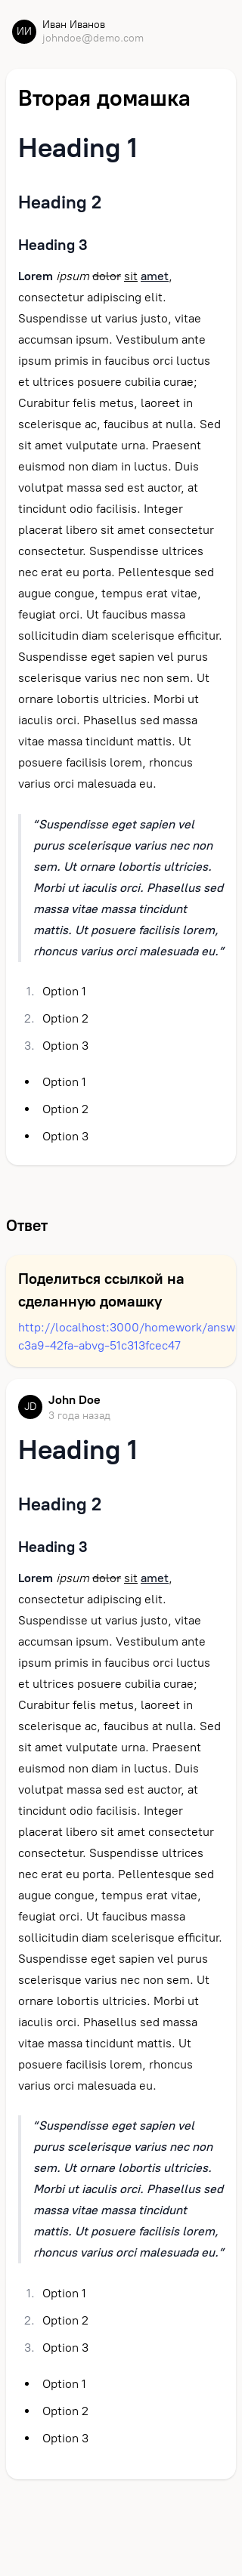 ИИ
Иван Иванов
johndoe@demo.com
Вторая домашка
Heading 1
Heading 2
Heading 3
Lorem ipsum dolor sit amet,
consectetur adipiscing elit.
Suspendisse ut varius justo, vitae
accumsan ipsum. Vestibulum ante
ipsum primis in faucibus orci luctus
et ultrices posuere cubilia curae;
Curabitur felis metus, laoreet in
scelerisque ac, faucibus at nulla. Sed
sit amet vulputate urna. Praesent
euismod non diam in luctus. Duis
volutpat massa sed est auctor, at
tincidunt odio facilisis. Integer
placerat libero sit amet consectetur
consectetur. Suspendisse ultrices
nec erat eu porta. Pellentesque sed
augue congue, tempus erat vitae,
feugiat orci. Ut faucibus massa
sollicitudin diam scelerisque efficitur.
Suspendisse eget sapien vel purus
scelerisque varius nec non sem. Ut
ornare lobortis ultricies. Morbi ut
iaculis orci. Phasellus sed massa
vitae massa tincidunt mattis. Ut
posuere facilisis lorem, rhoncus
varius orci malesuada eu.
“Suspendisse eget sapien vel
purus scelerisque varius nec non
sem. Ut ornare lobortis ultricies.
Morbi ut iaculis orci. Phasellus sed
massa vitae massa tincidunt
mattis. Ut posuere facilisis lorem,
rhoncus varius orci malesuada eu.”
1. Option 1
2. Option 2
3. Option 3
• Option 1
• Option 2
• Option 3
Ответ
Поделиться ссылкой на
сделанную домашку
http://localhost:3000/homework/answ
c3a9-42fa-abvg-51c313fcec47
JD
John Doe
3 года назад
Heading 1
Heading 2
Heading 3
Lorem ipsum dolor sit amet,
consectetur adipiscing elit.
Suspendisse ut varius justo, vitae
accumsan ipsum. Vestibulum ante
ipsum primis in faucibus orci luctus
et ultrices posuere cubilia curae;
Curabitur felis metus, laoreet in
scelerisque ac, faucibus at nulla. Sed
sit amet vulputate urna. Praesent
euismod non diam in luctus. Duis
volutpat massa sed est auctor, at
tincidunt odio facilisis. Integer
placerat libero sit amet consectetur
consectetur. Suspendisse ultrices
nec erat eu porta. Pellentesque sed
augue congue, tempus erat vitae,
feugiat orci. Ut faucibus massa
sollicitudin diam scelerisque efficitur.
Suspendisse eget sapien vel purus
scelerisque varius nec non sem. Ut
ornare lobortis ultricies. Morbi ut
iaculis orci. Phasellus sed massa
vitae massa tincidunt mattis. Ut
posuere facilisis lorem, rhoncus
varius orci malesuada eu.
“Suspendisse eget sapien vel
purus scelerisque varius nec non
sem. Ut ornare lobortis ultricies.
Morbi ut iaculis orci. Phasellus sed
massa vitae massa tincidunt
mattis. Ut posuere facilisis lorem,
rhoncus varius orci malesuada eu.”
1. Option 1
2. Option 2
3. Option 3
• Option 1
• Option 2
• Option 3